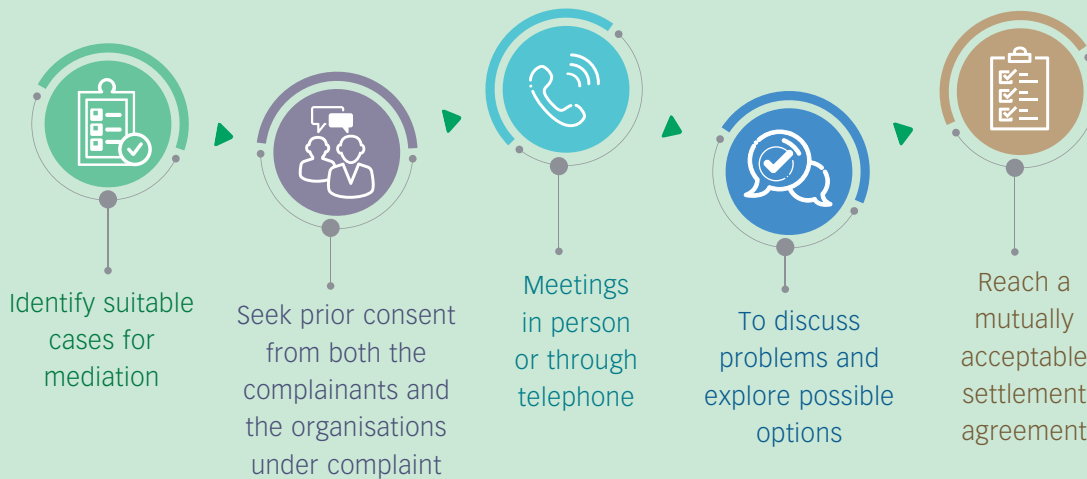 Identify suitable
cases for
mediation
Seek prior consent
from both the
complainants and
the organisations
under complaint
Meetings
in person
or through
telephone
To discuss
problems and
explore possible
options
Reach a
mutually
acceptable
settlement
agreement